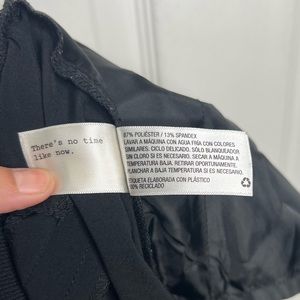 There's no time
like now.
87% POLIÉSTER / 13% SPANDEX
LAVAR A MÁQUINA CON AGUA FRÍA CON COLORES
SIMILARES. CICLO DELICADO. SÓLO BLANQUEADOR
SIN CLORO SI ES NECESARIO. SECAR A MÁQUINA A
TEMPERATURA BAJA. RETIRAR OPORTUNAMENTE.
PLANCHAR A BAJA TEMPERATURA SI ES NECESARIO.
ETIQUETA ELABORADA CON PLÁSTICO
100% RECICLADO